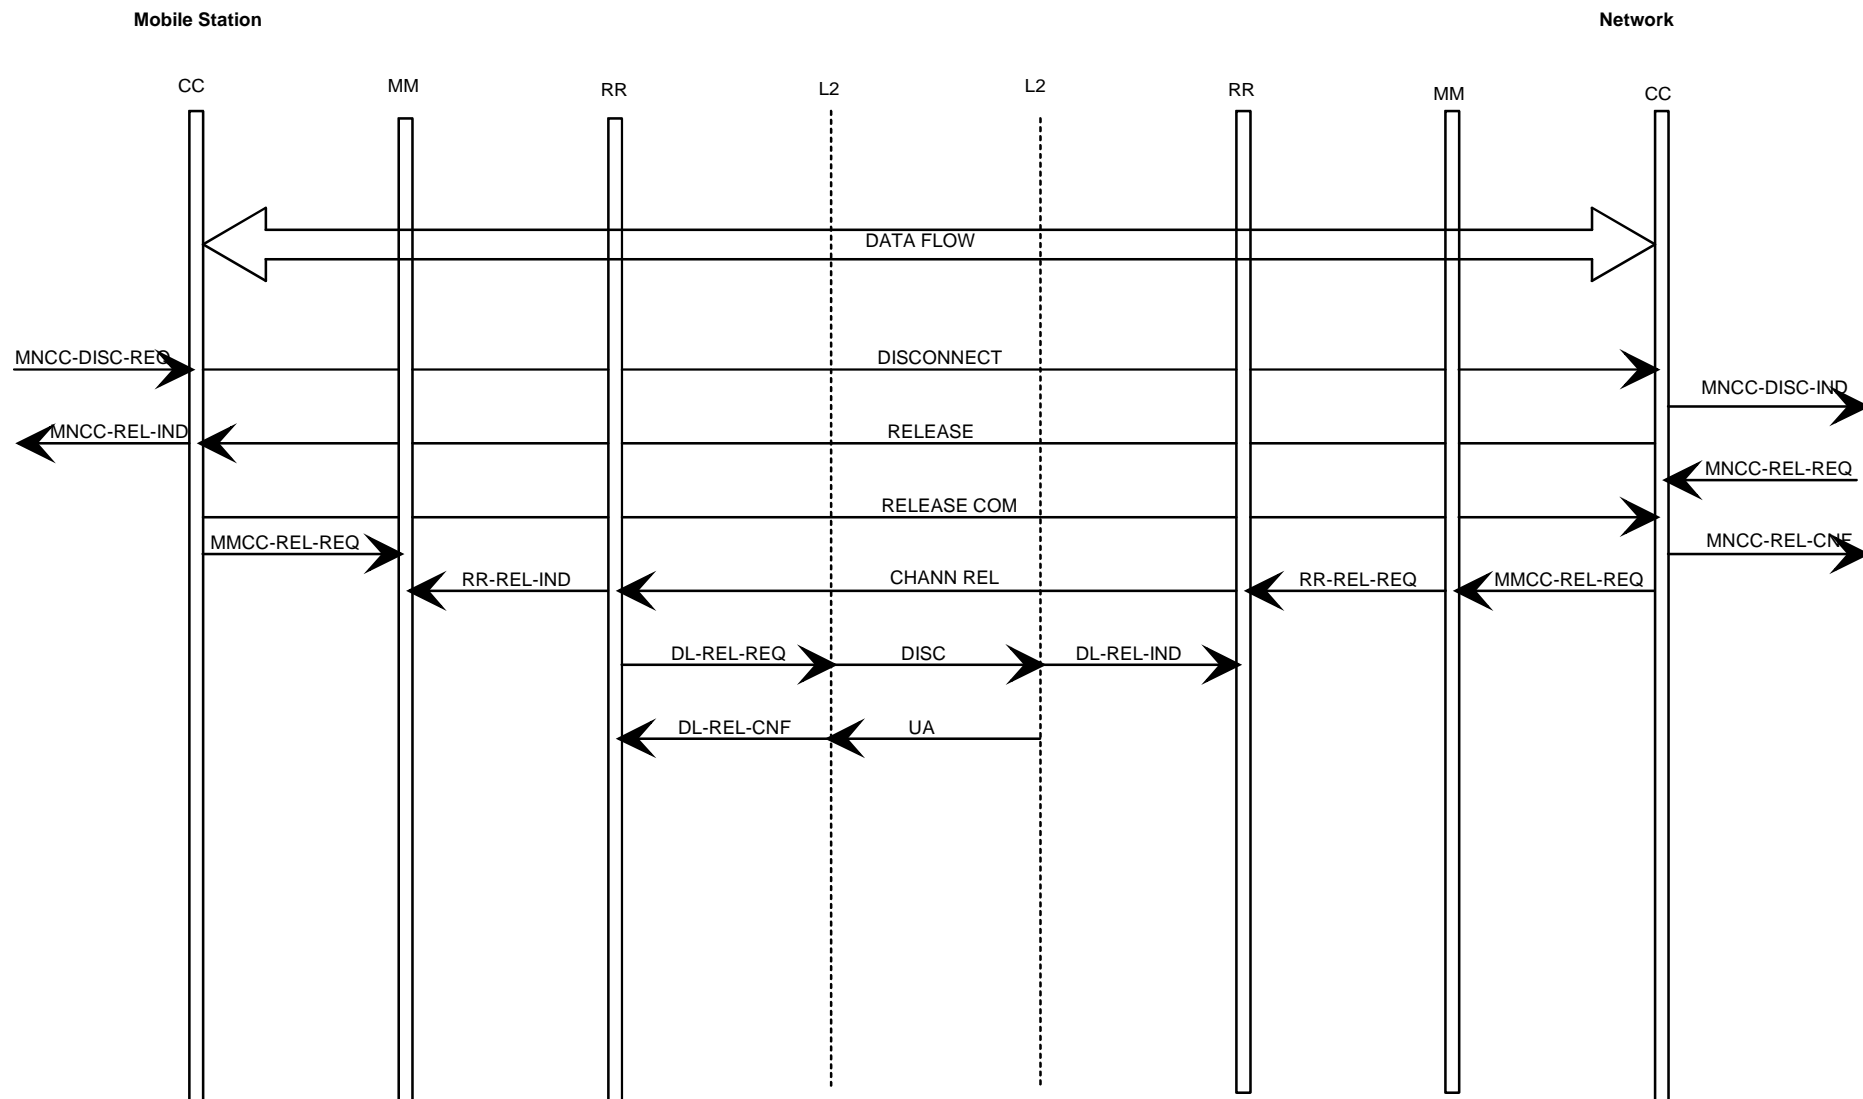 Mobile Station
Network
CC
MM
RR
L2
L2
RR
MM
CC
DATA FLOW
MNCC-DISC-REQ
DISCONNECT
MNCC-DISC-IND
MNCC-REL-IND
RELEASE
MNCC-REL-REQ
RELEASE COM
MMCC-REL-REQ
MNCC-REL-CNF
RR-REL-IND
CHANN REL
RR-REL-REQ
MMCC-REL-REQ
DL-REL-REQ
DISC
DL-REL-IND
DL-REL-CNF
UA